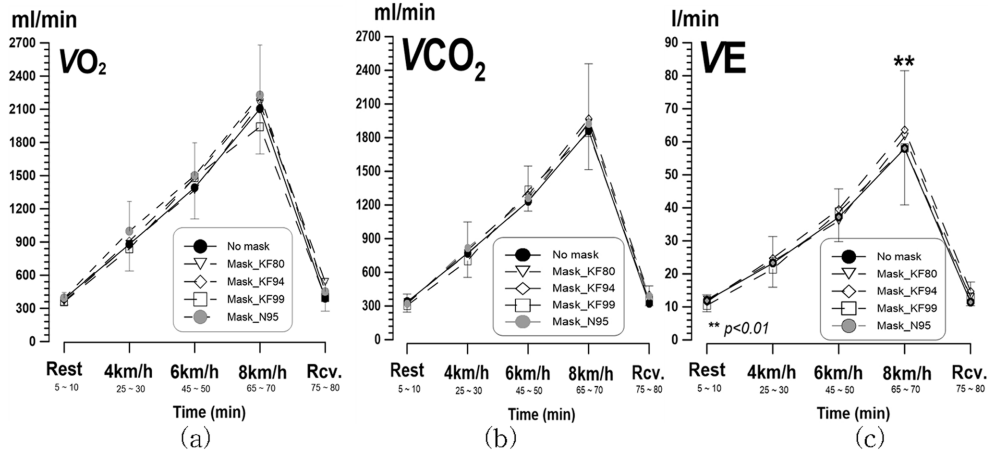 ml/min
VO2
2700
2400
2100
1800
1500
1200
900
600
300
0
No mask
Mask_KF80
Mask_KF94
Mask_KF99
Mask_N95
Rest 4km/h 6km/h 8km/h Rcv.
5 ~ 10 25 ~ 30 45 ~ 50 65 ~ 70 75 ~ 80
Time (min)
(a)
ml/min
VCO2
2700
2400
2100
1800
1500
1200
900
600
300
0
No mask
Mask_KF80
Mask_KF94
Mask_KF99
Mask_N95
Rest 4km/h 6km/h 8km/h Rcv.
5 ~ 10 25 ~ 30 45 ~ 50 65 ~ 70 75 ~ 80
Time (min)
(b)
l/min
VE
**
90
80
70
60
50
40
30
20
10
0
No mask
Mask_KF80
Mask_KF94
Mask_KF99
Mask_N95
** p<0.01
Rest 4km/h 6km/h 8km/h Rcv.
5 ~ 10 25 ~ 30 45 ~ 50 65 ~ 70 75 ~ 80
Time (min)
(c)